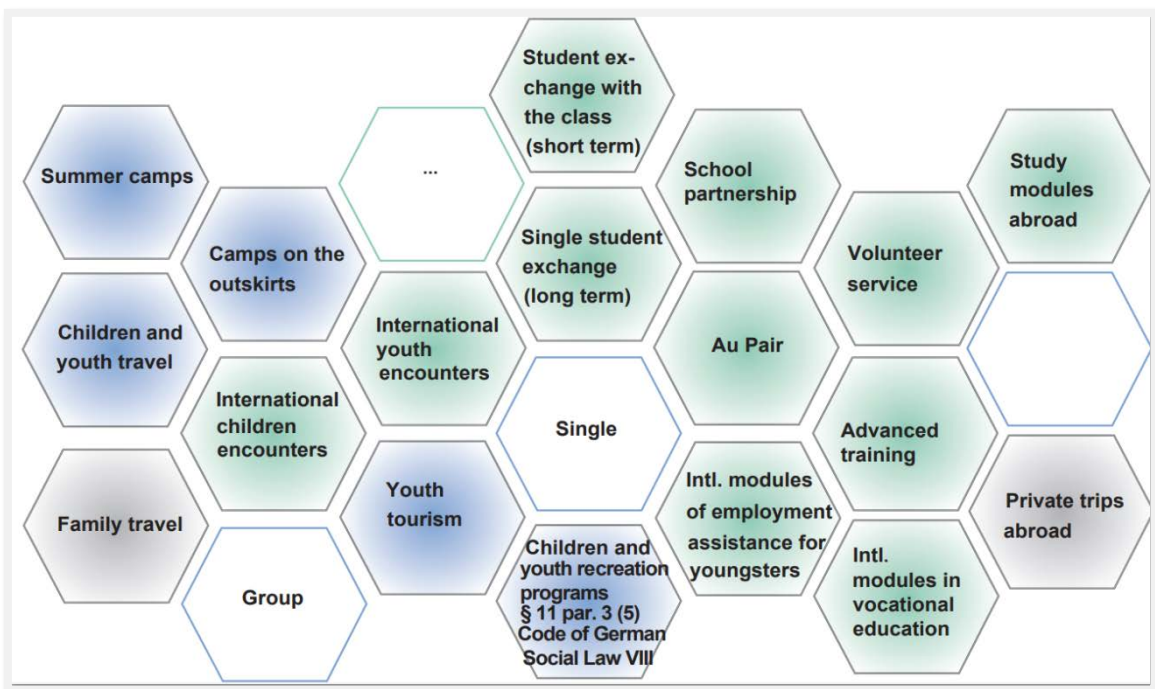 Summer camps
Children and
youth travel
Family travel
Camps on the
outskirts
International
children
encounters
Group
...
International
youth
encounters
Youth
tourism
Student ex-
change with
the class
(short term)
Single student
exchange
(long term)
Single
Children and
youth recreation
programs
§ 11 par. 3 (5)
Code of German
Social Law VIII
School
partnership
Au Pair
Intl. modules
of employment
assistance for
youngsters
Volunteer
service
Advanced
training
Intl.
modules in
vocational
education
Study
modules
abroad
Private trips
abroad